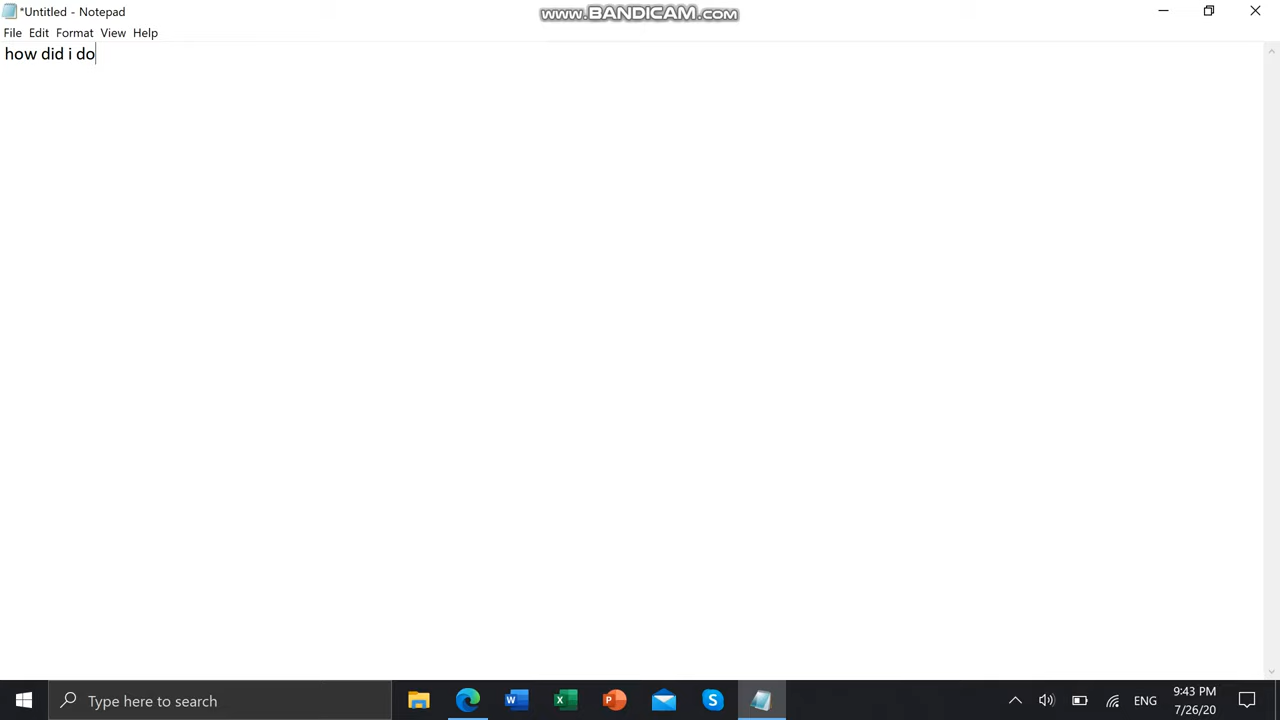 *Untitled - Notepad
www.BANDICAM.com
File Edit Format View Help
how did i do
Type here to search
ENG
9:43 PM
7/26/20